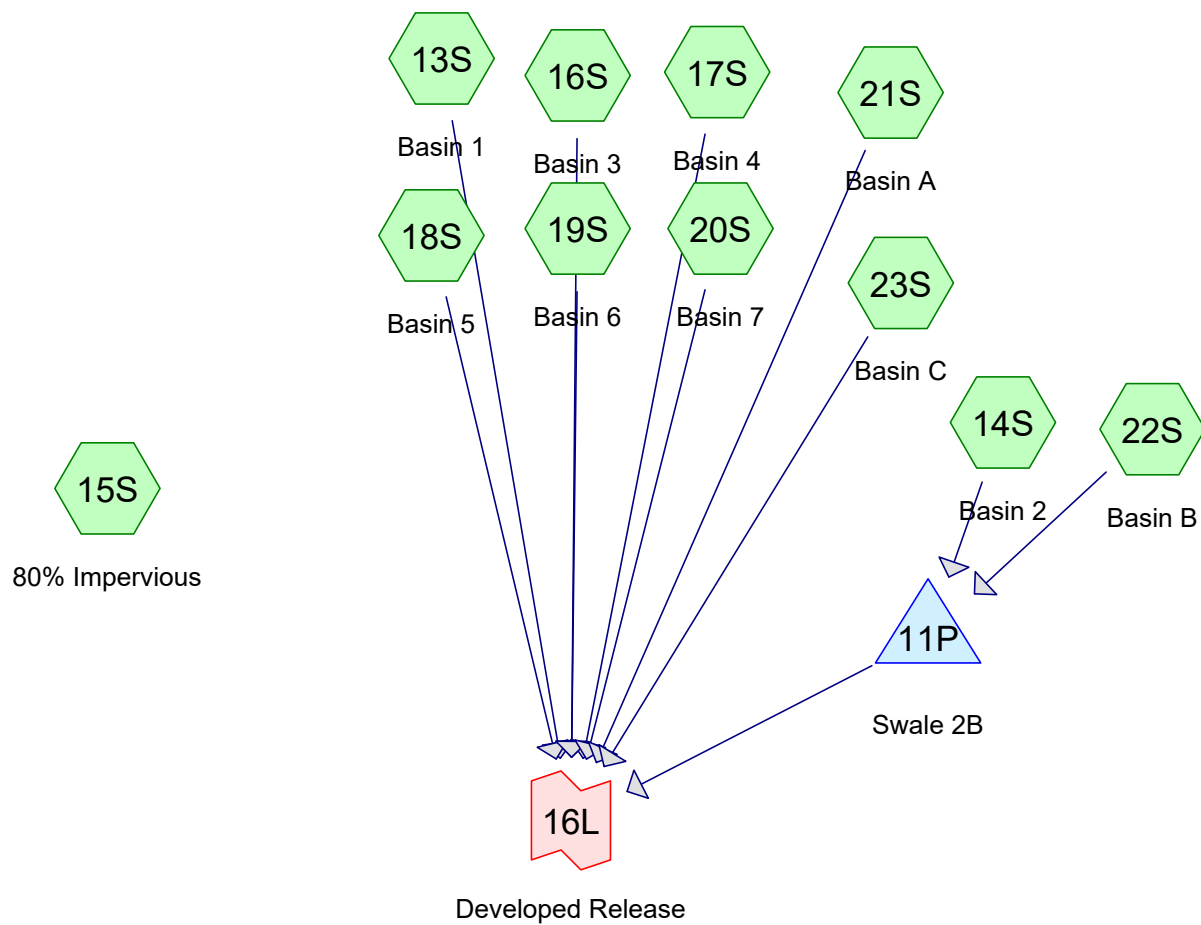 13S
Basin 1
16S
Basin 3
17S
Basin 4
21S
Basin A
18S
Basin 5
19S
Basin 6
20S
Basin 7
23S
Basin C
14S
Basin 2
22S
Basin B
15S
80% Impervious
11P
Swale 2B
16L
Developed Release